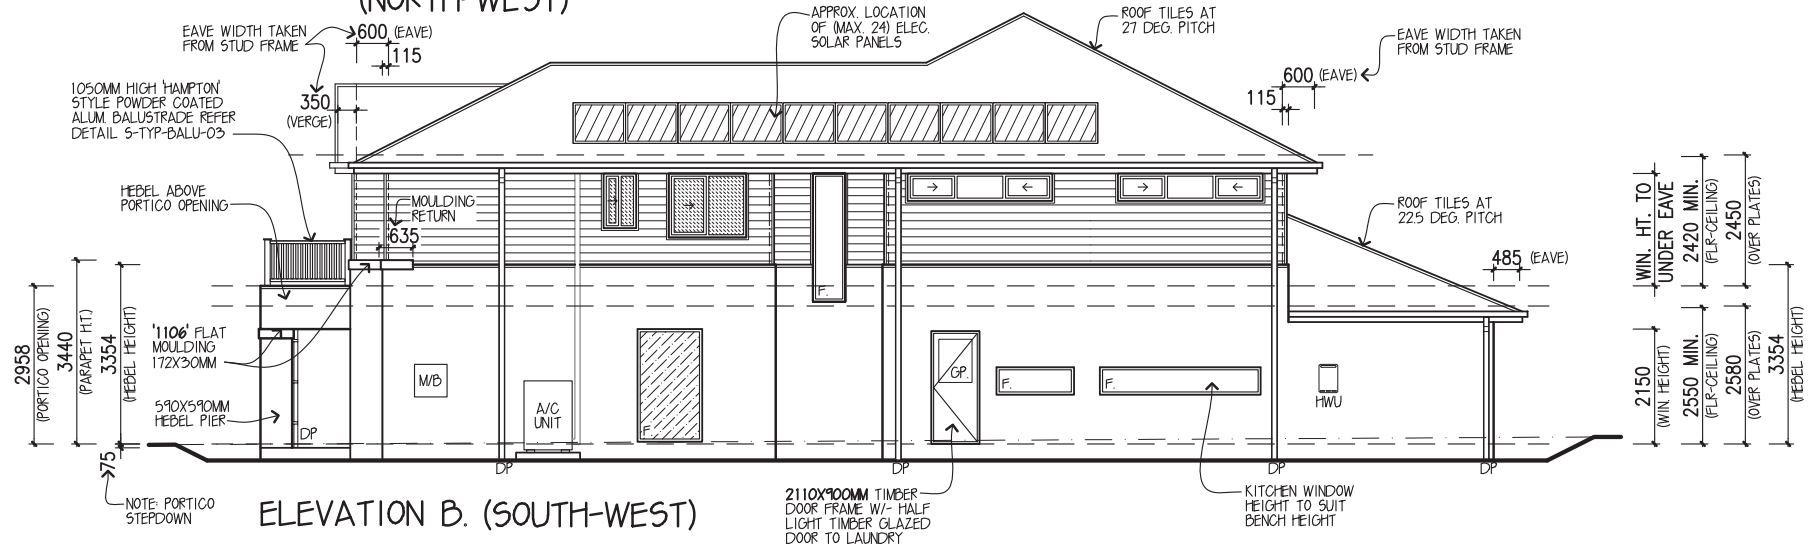 (NORTH-WEST)
EAVE WIDTH TAKEN
FROM STUD FRAME
600 (EAVE)
115
350
(VERGE)
1050MM HIGH 'HAMPTON'
STYLE POWDER COATED
ALUM. BALUSTRADE REFER
DETAIL S-TYP-BALU-03
HEBEL ABOVE
PORTICO OPENING
APPROX. LOCATION
OF (MAX. 24) ELEC.
SOLAR PANELS
ROOF TILES AT
27 DEG. PITCH
EAVE WIDTH TAKEN
FROM STUD FRAME
600 (EAVE)
115
MOULDING
RETURN
635
ROOF TILES AT
22.5 DEG. PITCH
485 (EAVE)
WIN. HT. TO
UNDER EAVE
2420 MIN.
(FLR-CEILING)
2450
(OVER PLATES)
2958
(PORTICO OPENING)
3440
(PARAPET HT.)
3354
(HEBEL HEIGHT)
'1106' FLAT
MOULDING
172X30MM
590X590MM
HEBEL PIER
DP
M/B
A/C
UNIT
F.
F.
GP.
F.
F.
HWU
2150
(WIN. HEIGHT)
2550 MIN.
(FLR-CEILING)
2580
(OVER PLATES)
3354
(HEBEL HEIGHT)
75
NOTE: PORTICO
STEPDOWN
DP
DP
DP
DP
2110X900MM TIMBER
DOOR FRAME W/- HALF
LIGHT TIMBER GLAZED
DOOR TO LAUNDRY
KITCHEN WINDOW
HEIGHT TO SUIT
BENCH HEIGHT
ELEVATION B. (SOUTH-WEST)